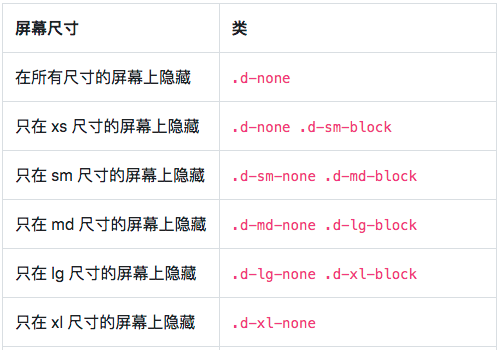 屏幕尺寸 类
在所有尺寸的屏幕上隐藏 .d-none
只在 xs 尺寸的屏幕上隐藏 .d-none .d-sm-block
只在 sm 尺寸的屏幕上隐藏 .d-sm-none .d-md-block
只在 md 尺寸的屏幕上隐藏 .d-md-none .d-lg-block
只在 lg 尺寸的屏幕上隐藏 .d-lg-none .d-xl-block
只在 xl 尺寸的屏幕上隐藏 .d-xl-none